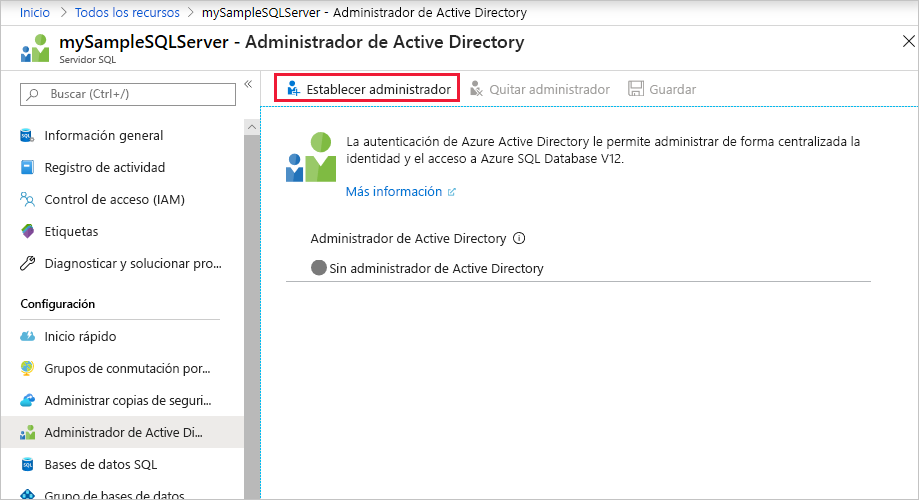 Inicio > Todos los recursos > mySampleSQLServer - Administrador de Active Directory
mySampleSQLServer - Administrador de Active Directory
Servidor SQL
Buscar (Ctrl+/)
Información general
Registro de actividad
Control de acceso (IAM)
Etiquetas
Diagnosticar y solucionar pro...
Configuración
Inicio rápido
Grupos de conmutación por...
Administrar copias de seguri...
Administrador de Active Di...
Bases de datos SQL
Grupo de bases de datos
Establecer administrador
Quitar administrador
Guardar
La autenticación de Azure Active Directory le permite administrar de forma centralizada la
identidad y el acceso a Azure SQL Database V12.
Más información
Administrador de Active Directory
Sin administrador de Active Directory